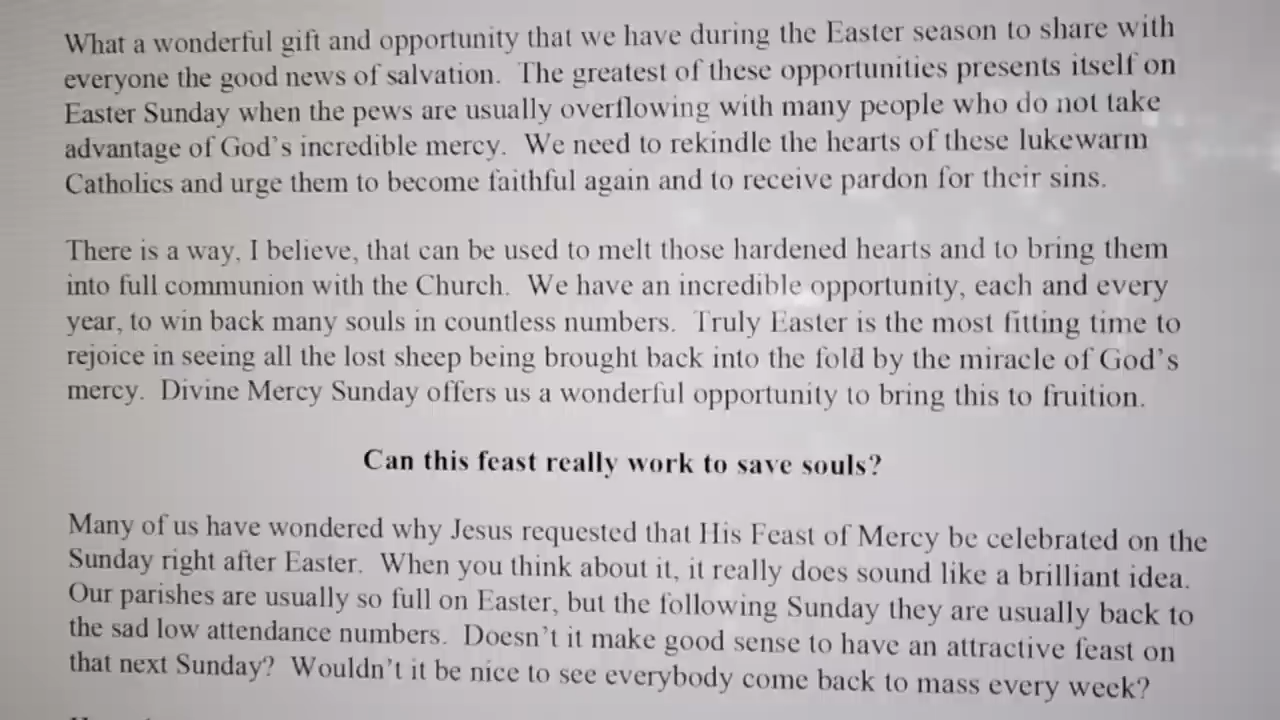 What a wonderful gift and opportunity that we have during the Easter season to share with
everyone the good news of salvation.  The greatest of these opportunities presents itself on
Easter Sunday when the pews are usually overflowing with many people who do not take
advantage of God's incredible mercy.  We need to rekindle the hearts of these lukewarm
Catholics and urge them to become faithful again and to receive pardon for their sins.
There is a way, I believe, that can be used to melt those hardened hearts and to bring them
into full communion with the Church.  We have an incredible opportunity, each and every
year, to win back many souls in countless numbers.  Truly Easter is the most fitting time to
rejoice in seeing all the lost sheep being brought back into the fold by the miracle of God's
mercy.  Divine Mercy Sunday offers us a wonderful opportunity to bring this to fruition.
Can this feast really work to save souls?
Many of us have wondered why Jesus requested that His Feast of Mercy be celebrated on the
Sunday right after Easter.  When you think about it, it really does sound like a brilliant idea.
Our parishes are usually so full on Easter, but the following Sunday they are usually back to
the sad low attendance numbers.  Doesn't it make good sense to have an attractive feast on
that next Sunday?  Wouldn't it be nice to see everybody come back to mass every week?